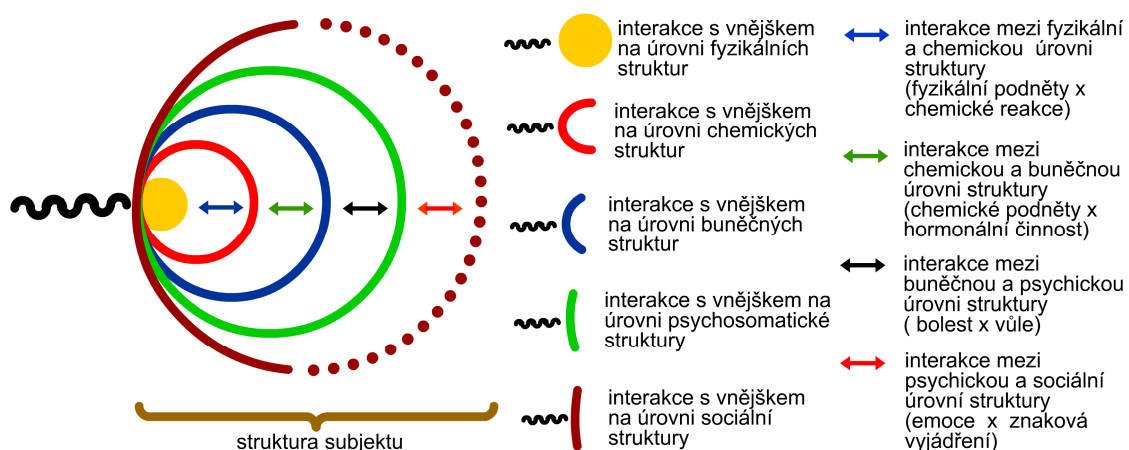 interakce s vnějškem
na úrovni fyzikálních
struktur
interakce s vnějškem
na úrovni chemických
struktur
interakce s vnějškem
na úrovni buněčných
struktur
interakce s vnějškem na
úrovni psychosomatické
struktury
interakce s vnějškem
na úrovni sociální
struktury
interakce mezi fyzikální
a chemickou úrovni
struktury
(fyzikální podněty x
chemické reakce)
interakce mezi
chemickou a buněčnou
úrovni struktury
(chemické podněty x
hormonální činnost)
interakce mezi
buněčnou a psychickou
úrovni struktury
( bolest x vůle)
interakce mezi
psychickou a sociální
úrovní struktury
(emoce x znaková
vyjádření)
struktura subjektu